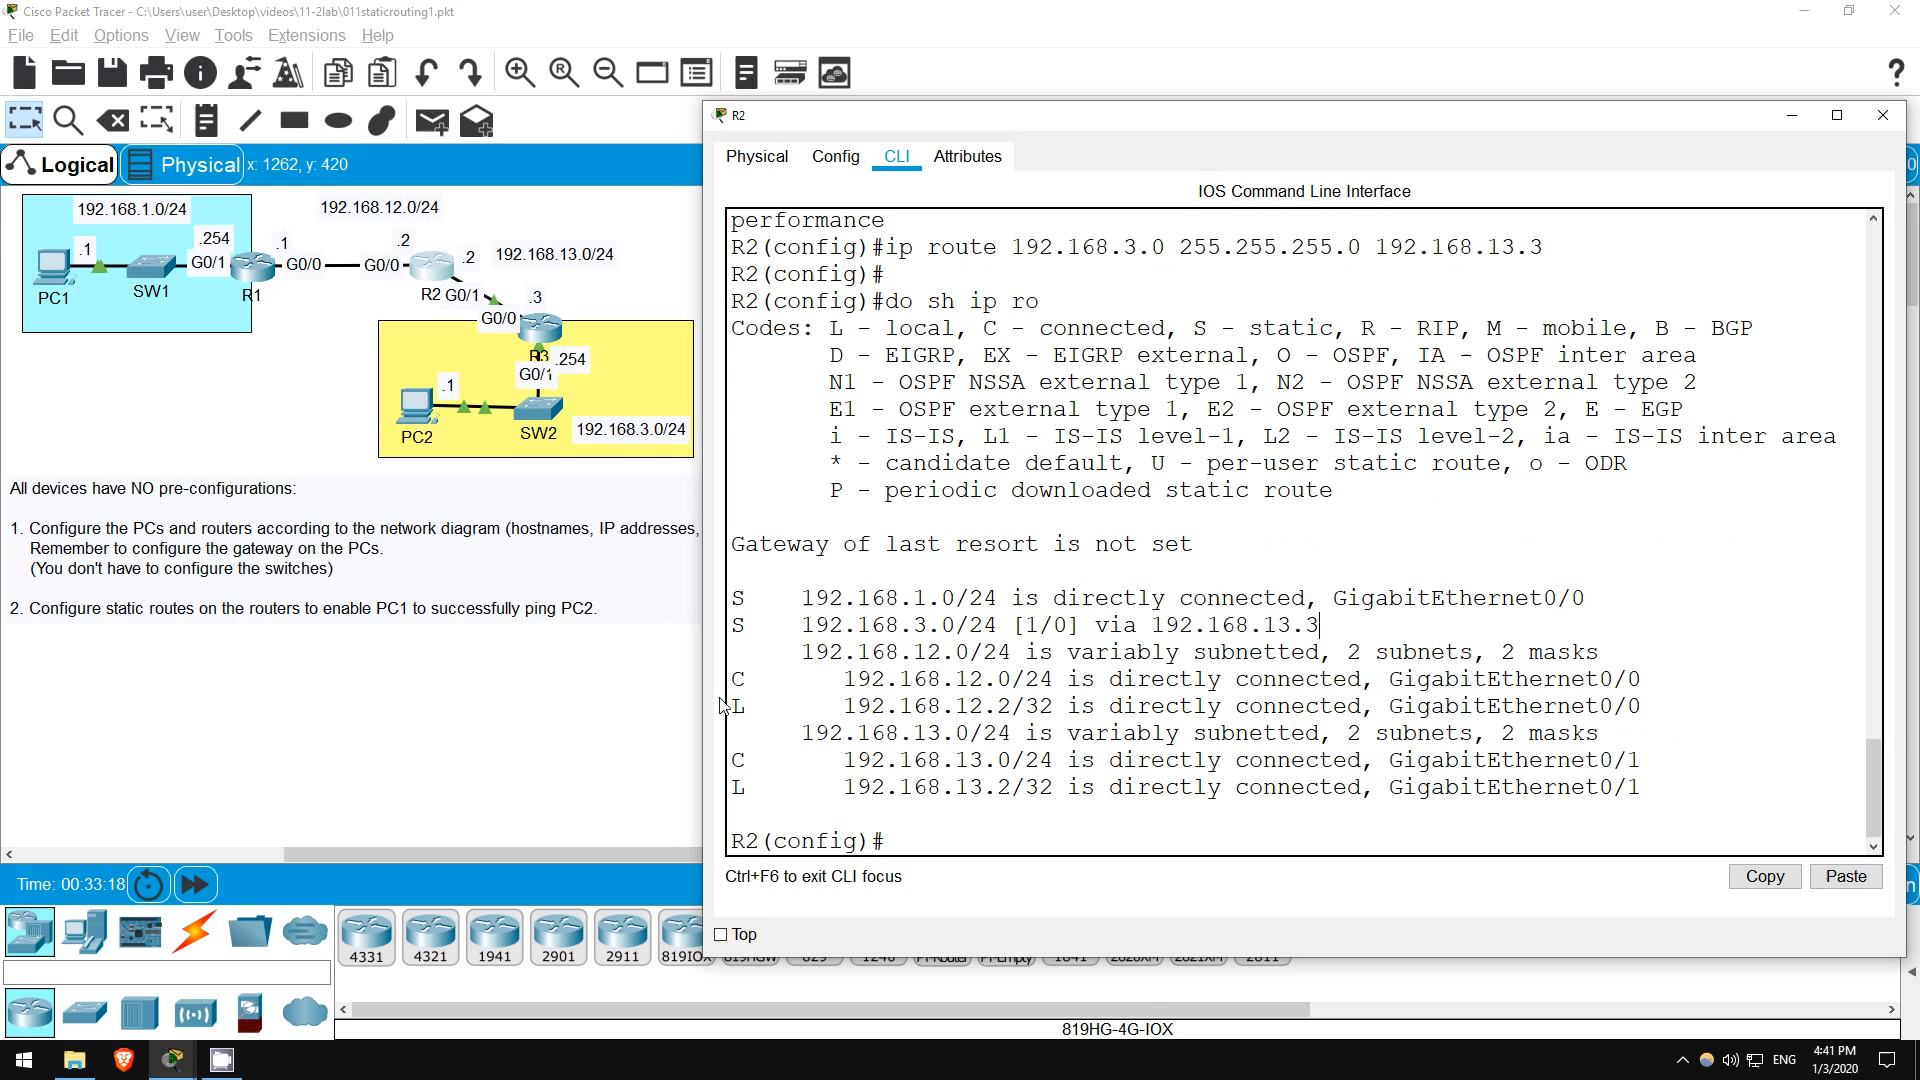 Cisco Packet Tracer - C:\Users\user\Desktop\videos\11-2lab\011staticrouting1.pkt
File Edit Options View Tools Extensions Help
Logical Physical x: 1262, y: 420
192.168.1.0/24
192.168.12.0/24
.254
.1
.2
.1
G0/1
G0/0
G0/0
.2
192.168.13.0/24
PC1
SW1
R1
R2 G0/1
.3
G0/0
R3
.254
G0/1
.1
PC2
SW2
192.168.3.0/24
All devices have NO pre-configurations:
1. Configure the PCs and routers according to the network diagram (hostnames, IP addresses,
Remember to configure the gateway on the PCs.
(You don't have to configure the switches)
2. Configure static routes on the routers to enable PC1 to successfully ping PC2.
R2
Physical Config CLI Attributes
IOS Command Line Interface
performance
R2(config)#ip route 192.168.3.0 255.255.255.0 192.168.13.3
R2(config)#
R2(config)#do sh ip ro
Codes: L - local, C - connected, S - static, R - RIP, M - mobile, B - BGP
D - EIGRP, EX - EIGRP external, O - OSPF, IA - OSPF inter area
N1 - OSPF NSSA external type 1, N2 - OSPF NSSA external type 2
E1 - OSPF external type 1, E2 - OSPF external type 2, E - EGP
i - IS-IS, L1 - IS-IS level-1, L2 - IS-IS level-2, ia - IS-IS inter area
* - candidate default, U - per-user static route, o - ODR
P - periodic downloaded static route
Gateway of last resort is not set
S 192.168.1.0/24 is directly connected, GigabitEthernet0/0
S 192.168.3.0/24 [1/0] via 192.168.13.3
192.168.12.0/24 is variably subnetted, 2 subnets, 2 masks
C 192.168.12.0/24 is directly connected, GigabitEthernet0/0
L 192.168.12.2/32 is directly connected, GigabitEthernet0/0
192.168.13.0/24 is variably subnetted, 2 subnets, 2 masks
C 192.168.13.0/24 is directly connected, GigabitEthernet0/1
L 192.168.13.2/32 is directly connected, GigabitEthernet0/1
R2(config)#
Ctrl+F6 to exit CLI focus
Copy Paste
Top
Time: 00:33:18
4331 4321 1941 2901 2911 819IOX
819HG-4G-IOX
ENG
4:41 PM
1/3/2020